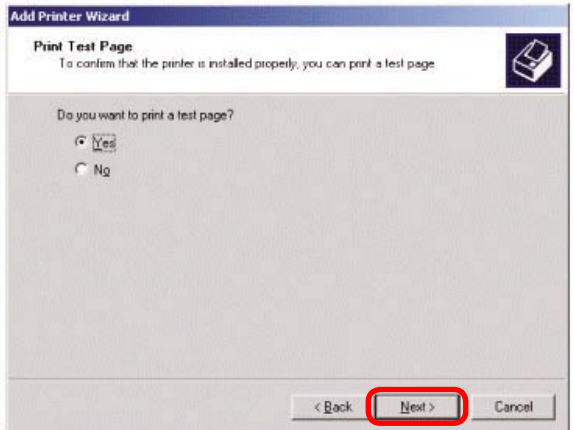 Add Printer Wizard
Print Test Page
To confirm that the printer is installed properly, you can print a test page
Do you want to print a test page?
Yes
No
< Back
Next >
Cancel